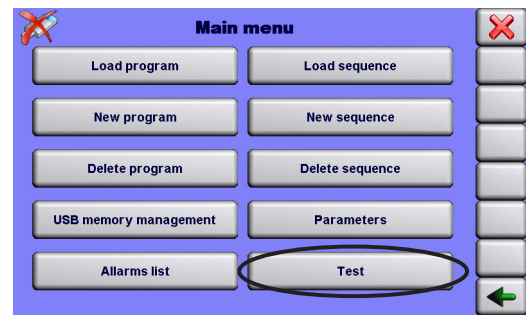 Main menu
Load program
Load sequence
New program
New sequence
Delete program
Delete sequence
USB memory management
Parameters
Allarms list
Test